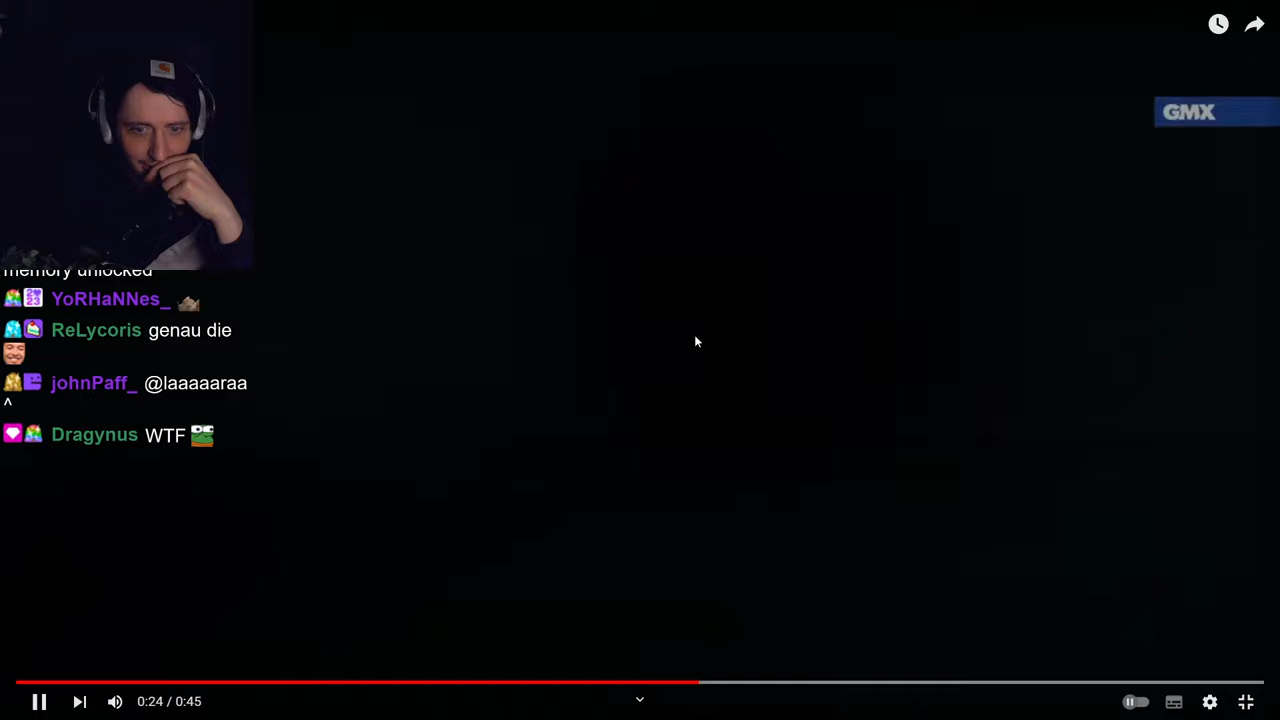 GMX
memory unlocked
YoRHaNNes_
ReLycoris genau die
johnPaff_ @laaaaaraa
^
Dragynus WTF
0:24 / 0:45